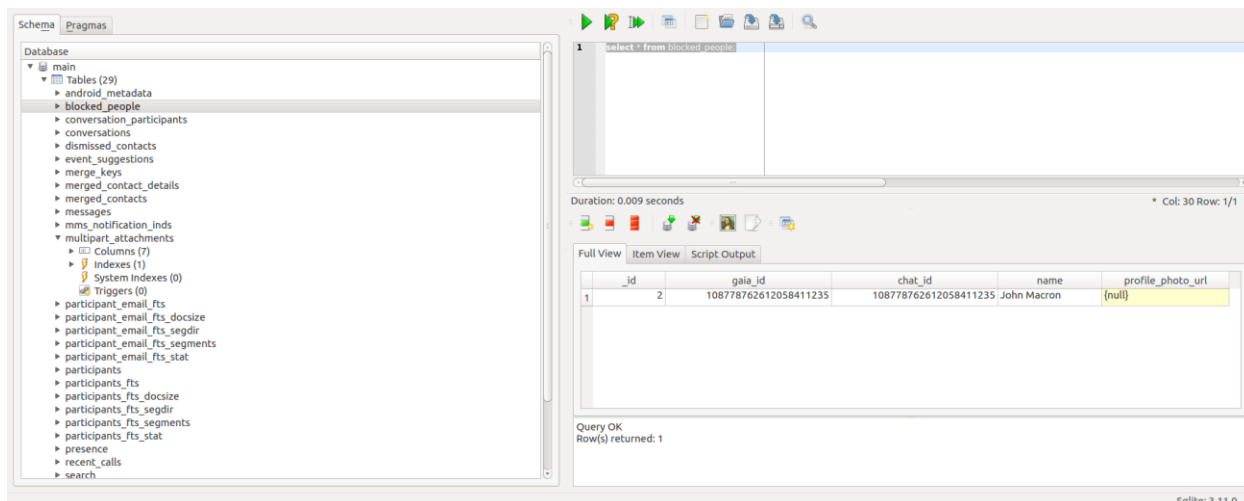 Schema Pragmas
Database
main
Tables (29)
android_metadata
blocked_people
conversation_participants
conversations
dismissed_contacts
event_suggestions
merge_keys
merged_contact_details
merged_contacts
messages
mms_notification_inds
multipart_attachments
Columns (7)
Indexes (1)
System Indexes (0)
Triggers (0)
participant_email_fts
participant_email_fts_docsize
participant_email_fts_segdir
participant_email_fts_segments
participant_email_fts_stat
participants
participants_fts
participants_fts_docsize
participants_fts_segdir
participants_fts_segments
participants_fts_stat
presence
recent_calls
search
1 select * from blocked_people;
Duration: 0.009 seconds * Col: 30 Row: 1/1
Full View Item View Script Output
_id gaia_id chat_id name profile_photo_url
1 2 108778762612058411235 108778762612058411235 John Macron {null}
Query OK
Row(s) returned: 1
Sqlite: 3.11.0